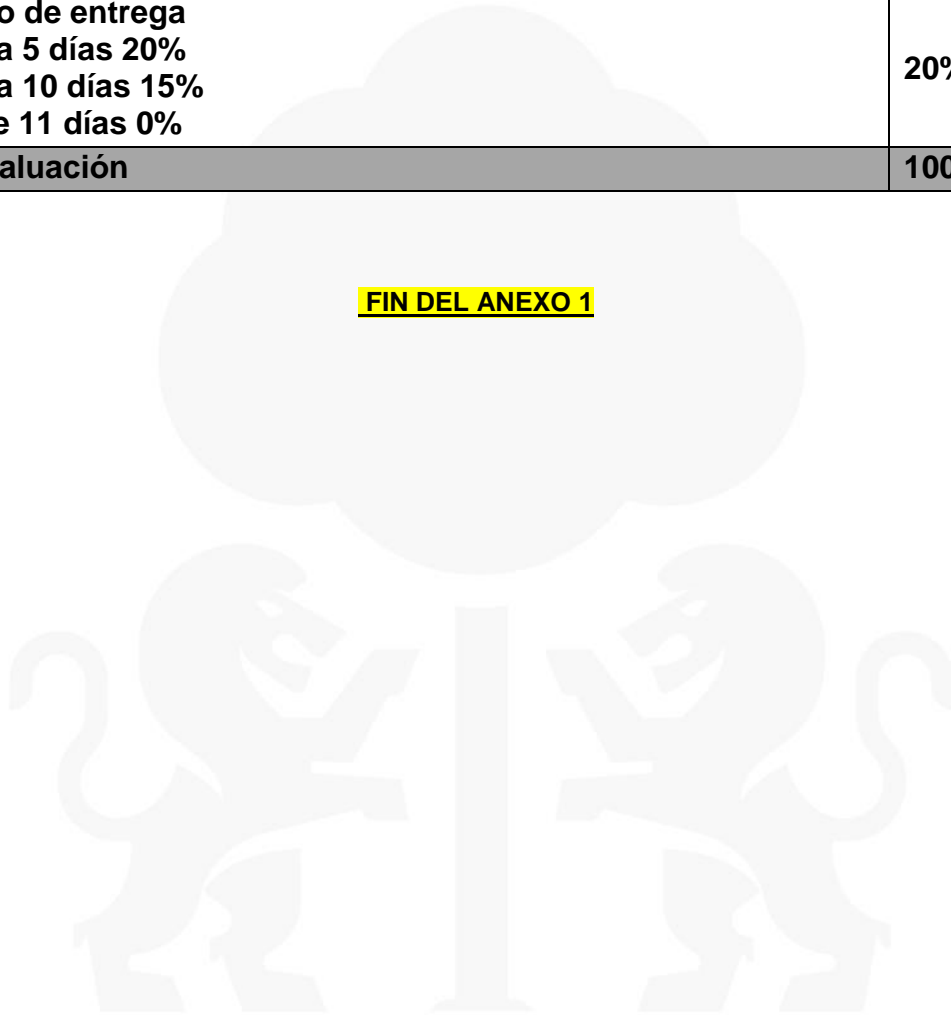 o de entrega
a 5 días 20%
a 10 días 15%
20%
e 11 días 0%
aluación 100
FIN DEL ANEXO 1